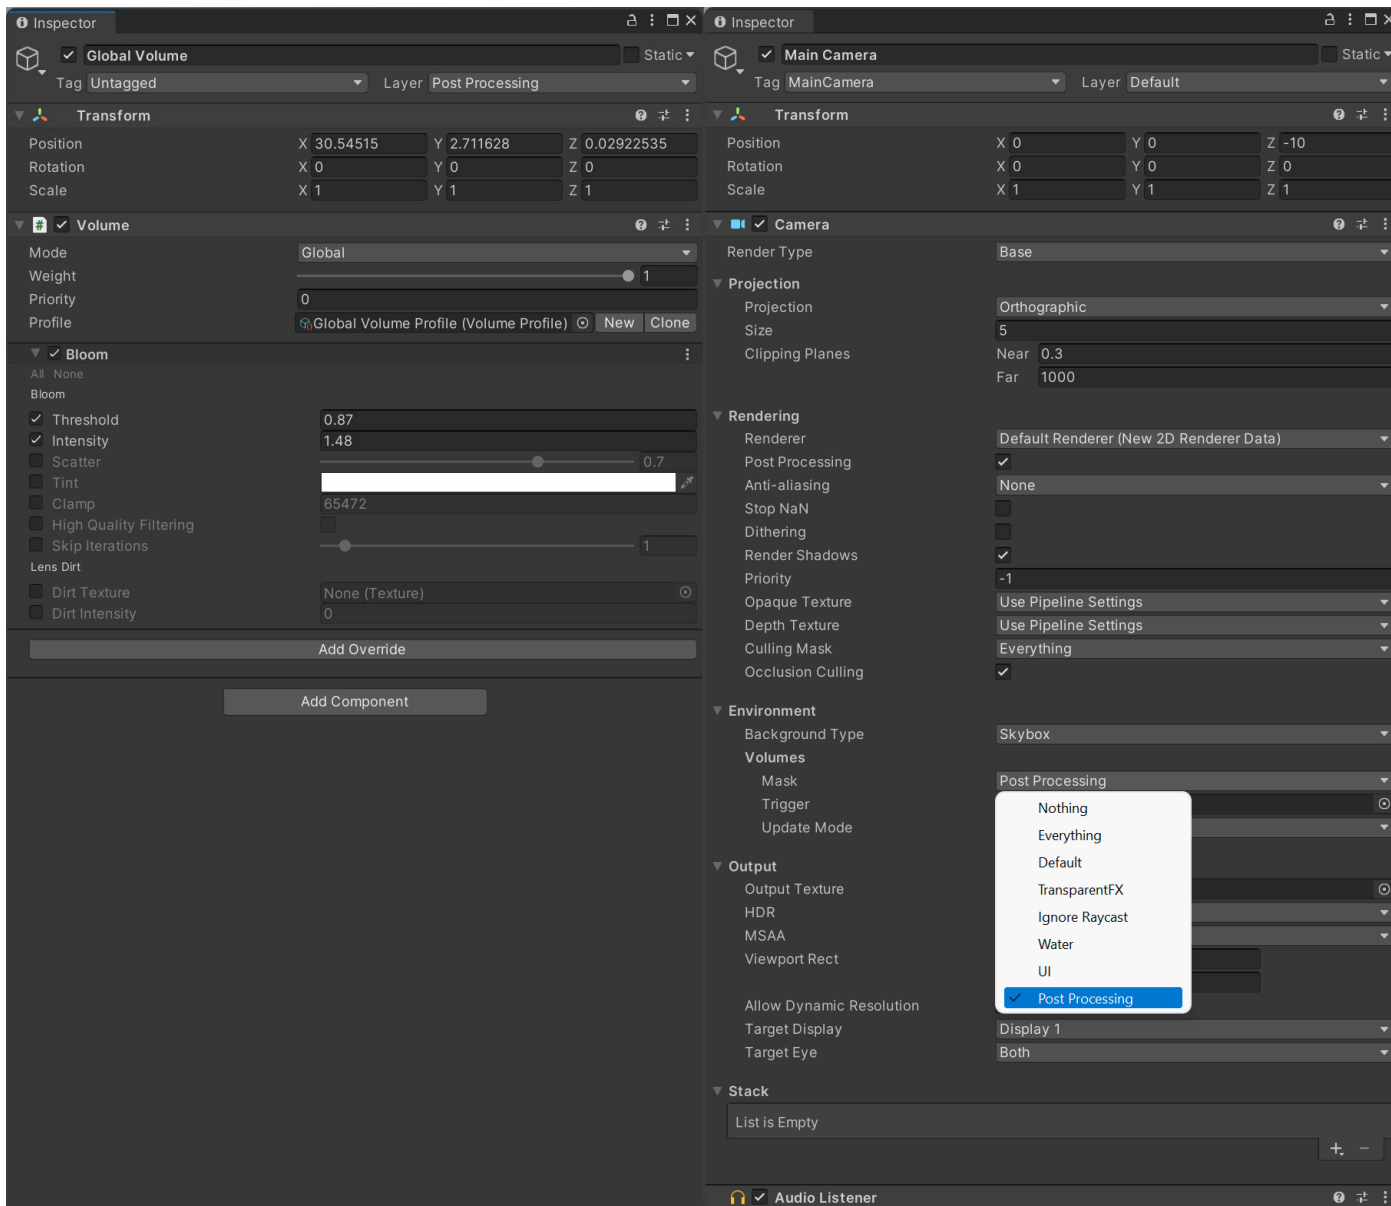 Inspector
Global Volume
Static
Tag Untagged Layer Post Processing
Transform
Position X 30.54515 Y 2.711628 Z 0.02922535
Rotation X 0 Y 0 Z 0
Scale X 1 Y 1 Z 1
# Volume
Mode Global
Weight 1
Priority 0
Profile Global Volume Profile (Volume Profile) New Clone
Bloom
All None
Bloom
Threshold 0.87
Intensity 1.48
Scatter 0.7
Tint
Clamp 65472
High Quality Filtering
Skip Iterations 1
Lens Dirt
Dirt Texture None (Texture)
Dirt Intensity 0
Add Override
Add Component
Inspector
Main Camera
Static
Tag MainCamera Layer Default
Transform
Position X 0 Y 0 Z -10
Rotation X 0 Y 0 Z 0
Scale X 1 Y 1 Z 1
Camera
Render Type Base
Projection
Projection Orthographic
Size 5
Clipping Planes Near 0.3
Far 1000
Rendering
Renderer Default Renderer (New 2D Renderer Data)
Post Processing
Anti-aliasing None
Stop NaN
Dithering
Render Shadows
Priority -1
Opaque Texture Use Pipeline Settings
Depth Texture Use Pipeline Settings
Culling Mask Everything
Occlusion Culling
Environment
Background Type Skybox
Volumes
Mask Post Processing
Trigger
Update Mode
Nothing
Everything
Default
TransparentFX
Ignore Raycast
Water
UI
Post Processing
Output
Output Texture
HDR
MSAA
Viewport Rect
Allow Dynamic Resolution
Target Display Display 1
Target Eye Both
Stack
List is Empty
Audio Listener